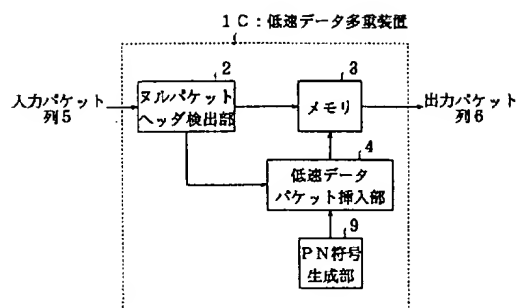 １Ｃ：低速データ多重装置
2
3
入力パケット
列5
ヌルパケット
ヘッダ検出部
メモリ
出力パケット
列6
4
低速データ
パケット挿入部
9
ＰＮ符号
生成部